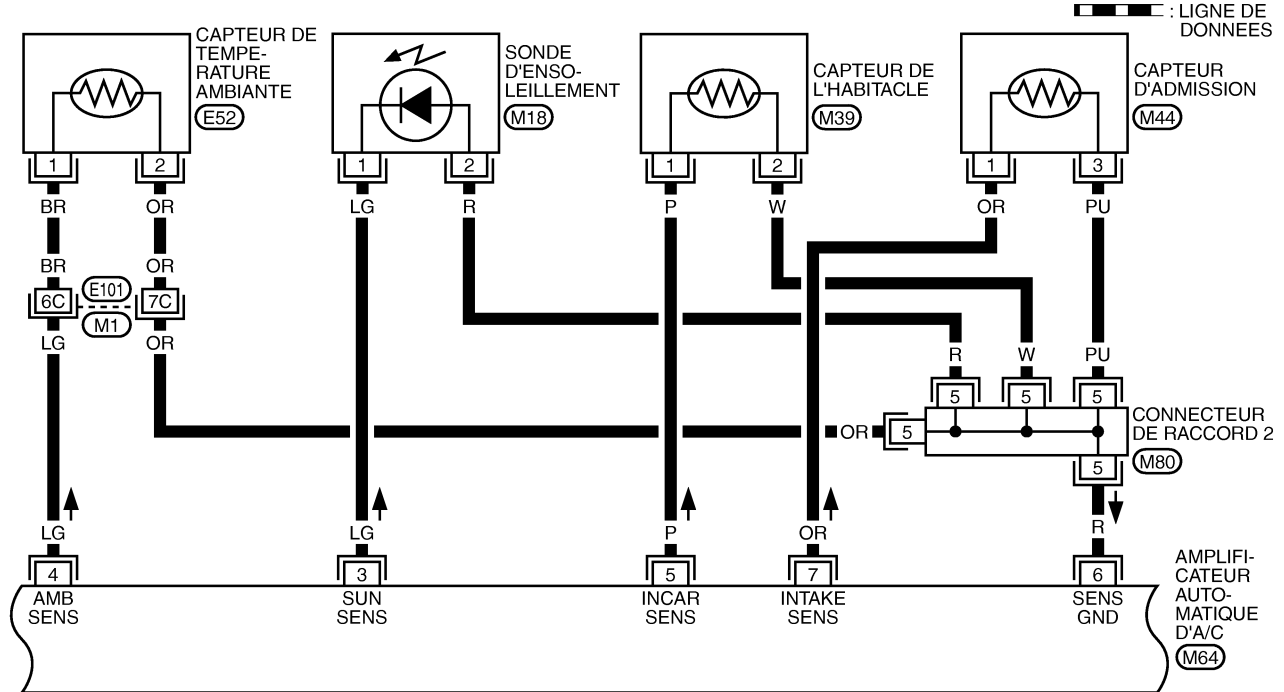 : LIGNE DE
DONNEES
CAPTEUR DE
TEMPE-
RATURE
AMBIANTE
E52
SONDE
D'ENSO-
LEILLEMENT
M18
CAPTEUR DE
L'HABITACLE
M39
CAPTEUR
D'ADMISSION
M44
1 2 1 2 1 2 1 3
BR OR LG R P W OR PU
BR OR
6C E101 7C
M1
LG OR
R W PU
5 5 5
OR 5
CONNECTEUR
DE RACCORD 2
M80
5
LG LG P OR R
4 3 5 7 6
AMB
SENS
SUN
SENS
INCAR
SENS
INTAKE
SENS
SENS
GND
AMPLIFI-
CATEUR
AUTO-
MATIQUE
D'A/C
M64